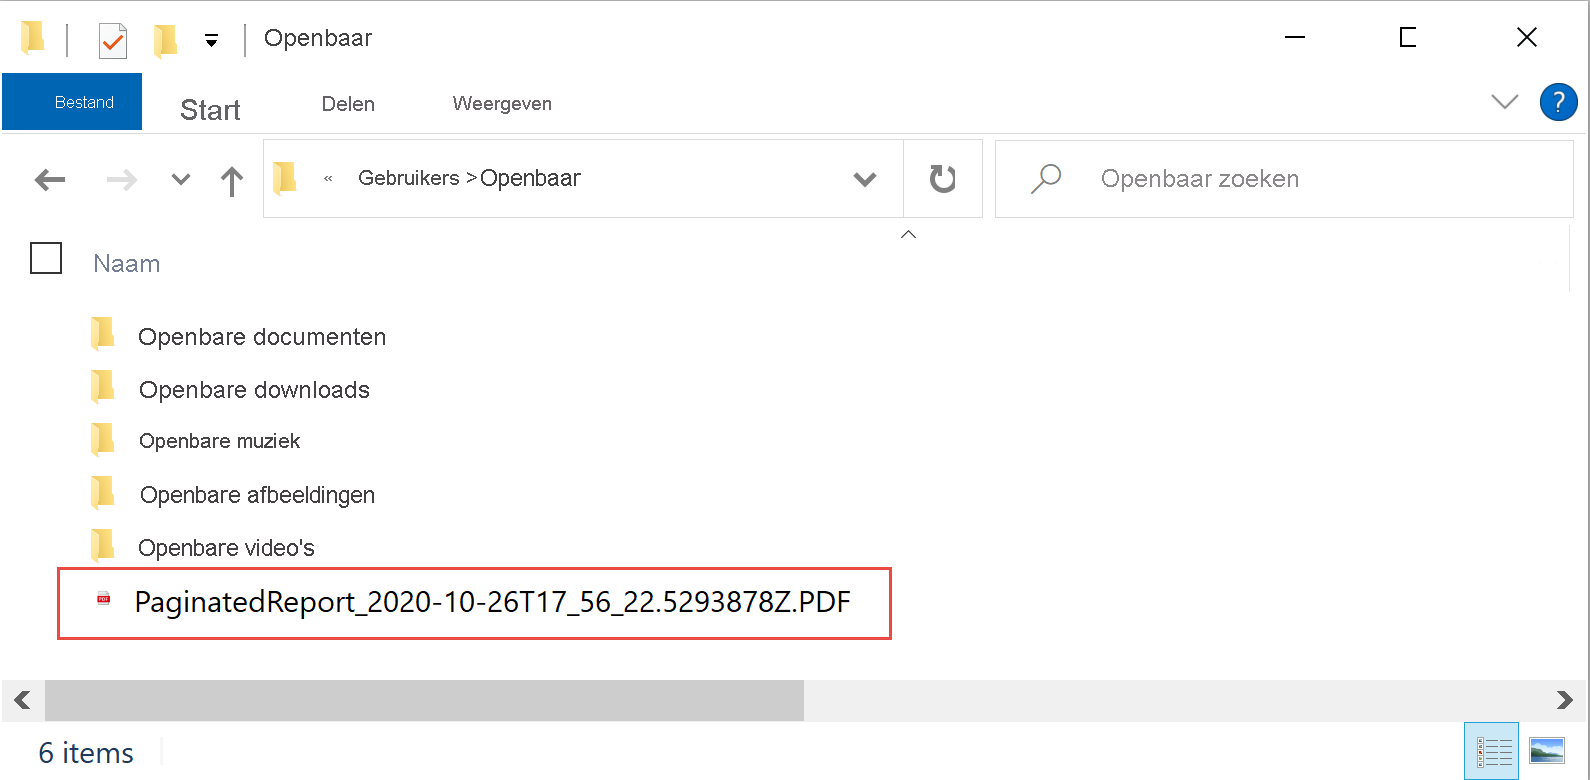 Openbaar
Bestand Start Delen Weergeven ?
« Gebruikers >Openbaar Openbaar zoeken
Naam
Openbare documenten
Openbare downloads
Openbare muziek
Openbare afbeeldingen
Openbare video's
PDF PaginatedReport_2020-10-26T17_56_22.5293878Z.PDF
6 items